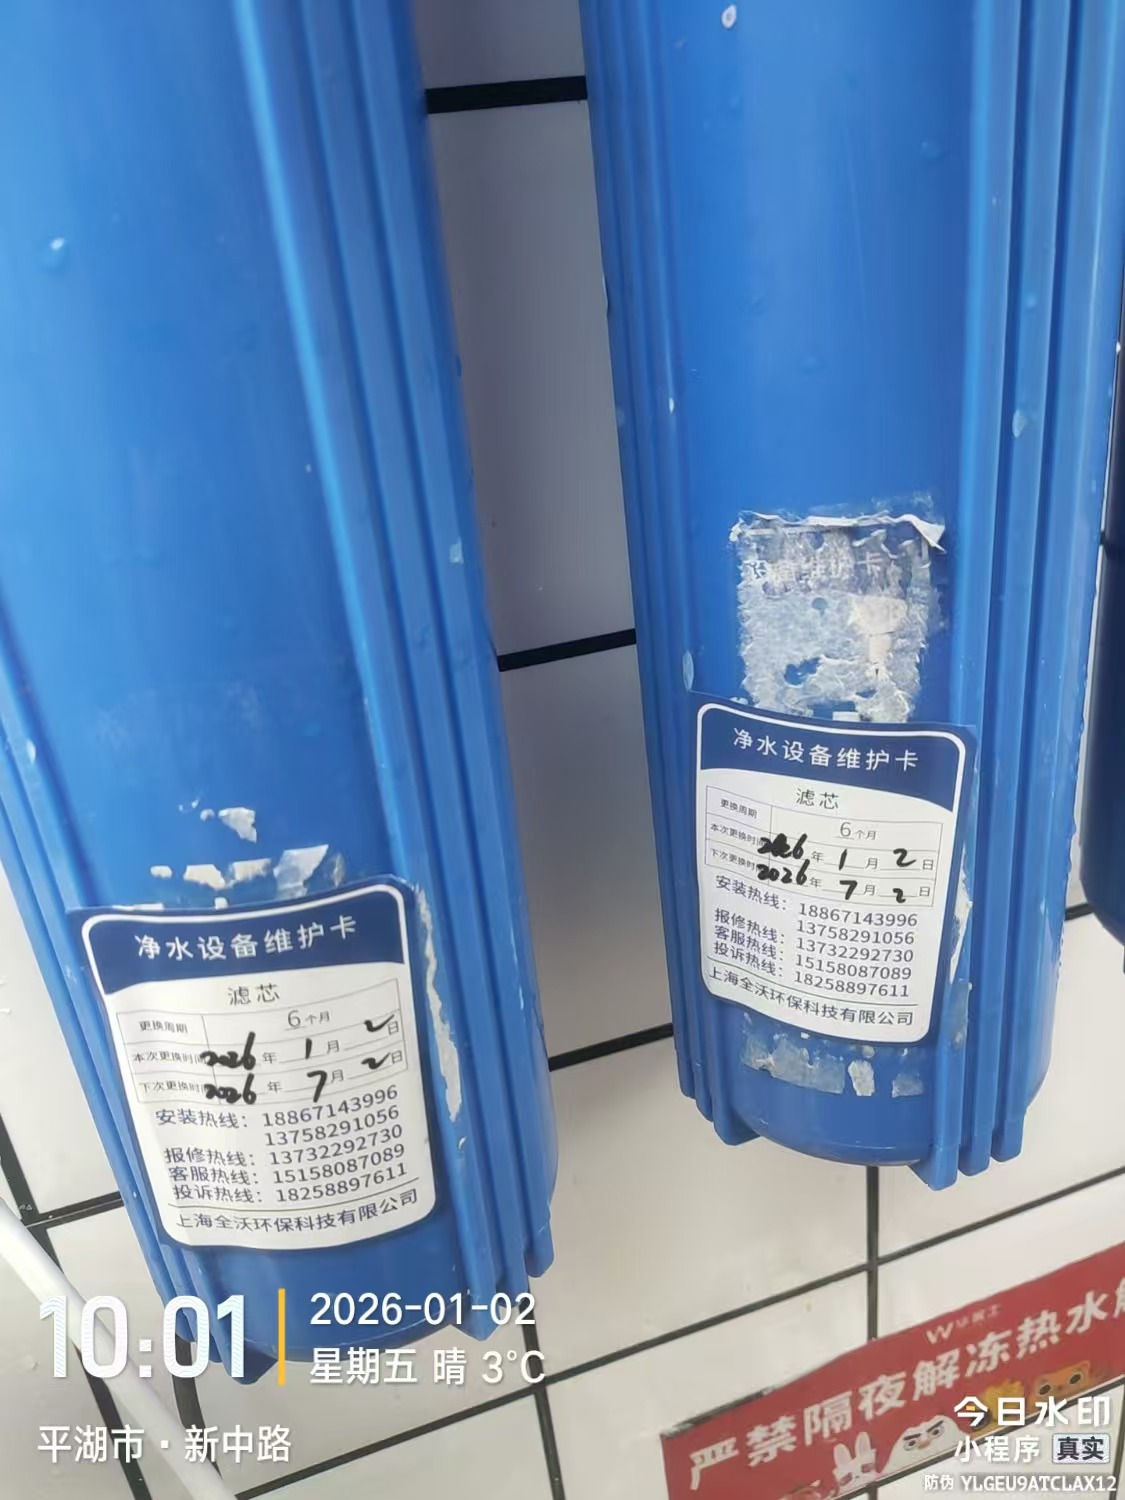 维护卡
净水设备维护卡
滤芯
更换周期 6个月
本次更换时间 2026年 1月 2日
下次更换时间 2026年 7月 2日
安装热线：18867143996
13758291056
报修热线：13732292730
客服热线：15158087089
投诉热线：18258897611
上海全沃环保科技有限公司
净水设备维护卡
滤芯
更换周期 6个月
本次更换时间 2026年 1月 2日
下次更换时间 2026年 7月 2日
安装热线：18867143996
13758291056
报修热线：13732292730
客服热线：15158087089
投诉热线：18258897611
上海全沃环保科技有限公司
10:01
2026-01-02
星期五 晴 3°C
平湖市·新中路
严禁隔夜解冻热水
今日水印
小程序 真实
防伪 YLGEU9ATCLAX12